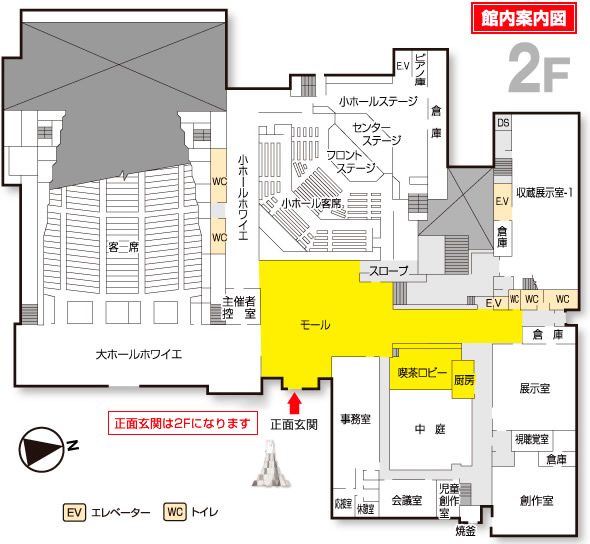 館内案内図
2F
E.V
ピアノ庫
倉庫
小ホールステージ
センター
ステージ
フロント
ステージ
小ホール客席
小ホールホワイエ
WC
WC
客席
主催者
控室
大ホールホワイエ
モール
スロープ
DS
収蔵展示室-1
E.V
倉庫
E.V
WC
WC
WC
倉庫
喫茶ロビー
厨房
展示室
事務室
中庭
視聴覚室
倉庫
正面玄関は2Fになります
正面玄関
N
応接室
休憩室
会議室
児童
創作
室
創作室
焼釜
EV エレベーター
WC トイレ